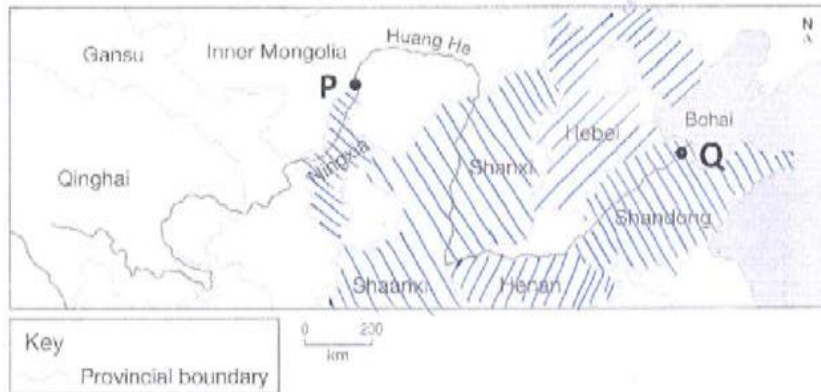 N
Gansu
Inner Mongolia
Huang He
P
Ningxia
Qinghai
Shanxi
Hebei
Bohai
Q
Shandong
Shaanxi
Henan
Key
Provincial boundary
0 200
km